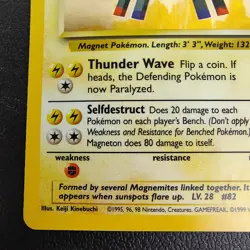 Magnet Pokémon. Length: 3' 3", Weight: 132
Thunder Wave Flip a coin. If
heads, the Defending Pokémon is
now Paralyzed.
Selfdestruct Does 20 damage to each
Pokémon on each player's Bench. (Don't apply
Weakness and Resistance for Benched Pokémon.)
Magneton does 80 damage to itself.
weakness resistance
Formed by several Magnemites linked together. It
appears when sunspots flare up. LV. 28 #82
Illus. Keiji Kinebuchi ©1995, 96, 98 Nintendo, Creatures, GAMEFREAK. ©1999